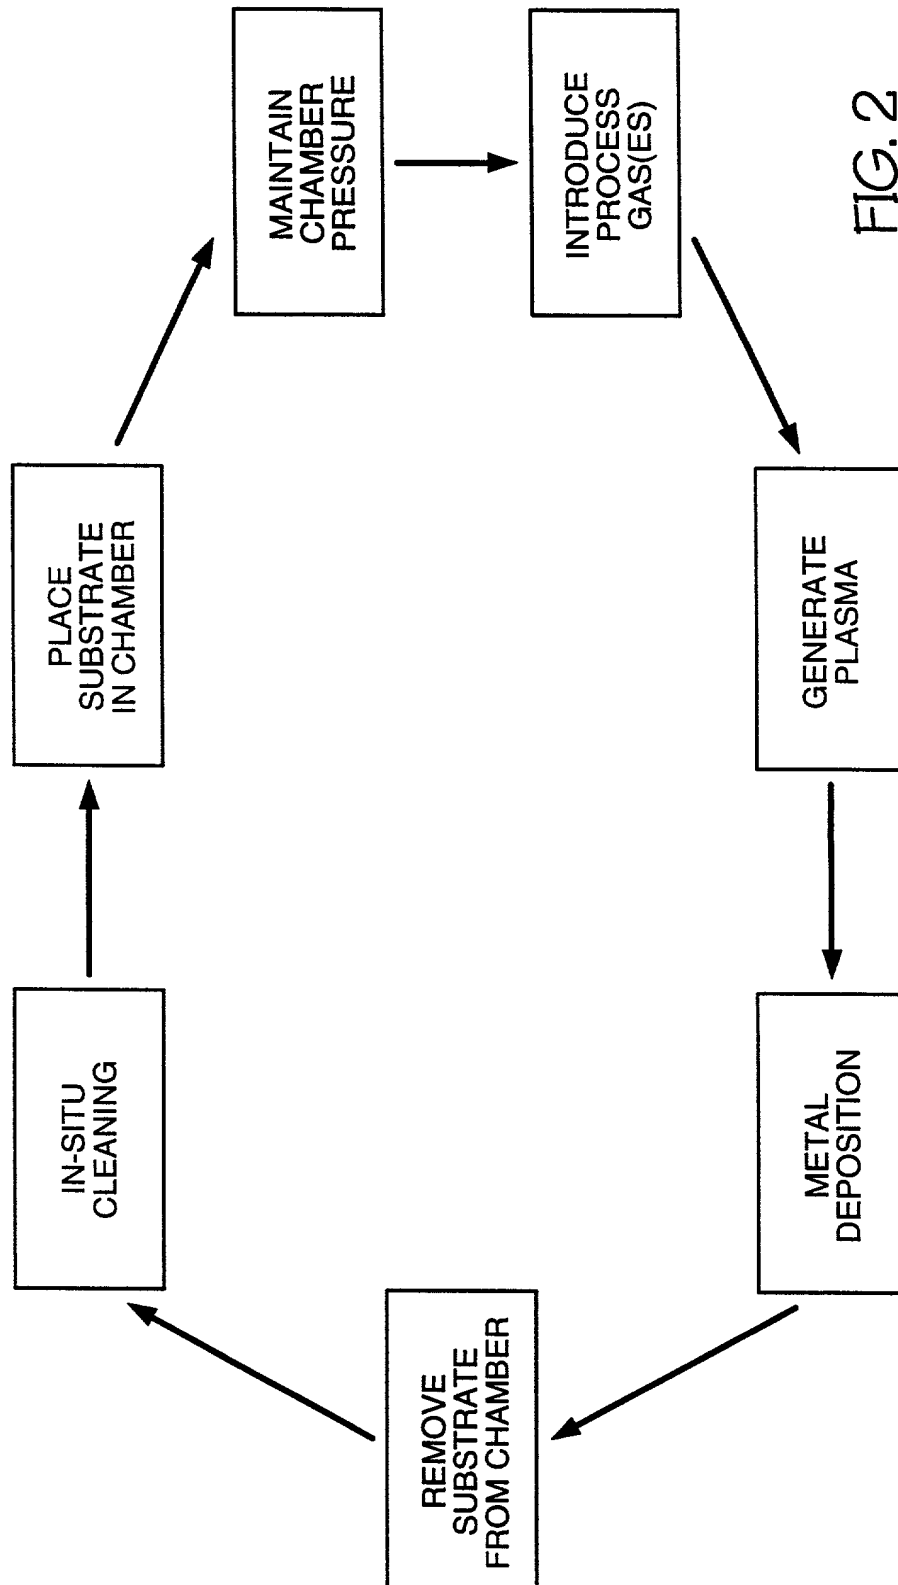 IN-SITU
CLEANING
PLACE
SUBSTRATE
IN CHAMBER
MAINTAIN
CHAMBER
PRESSURE
INTRODUCE
PROCESS
GAS(ES)
GENERATE
PLASMA
METAL
DEPOSITION
REMOVE
SUBSTRATE
FROM CHAMBER
FIG. 2